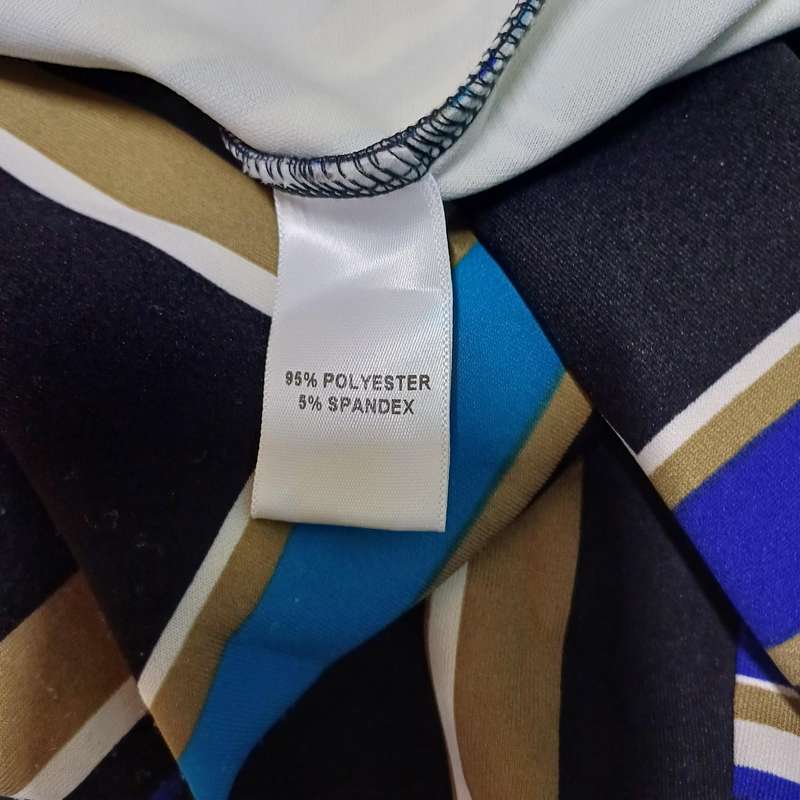 95% POLYESTER
5% SPANDEX